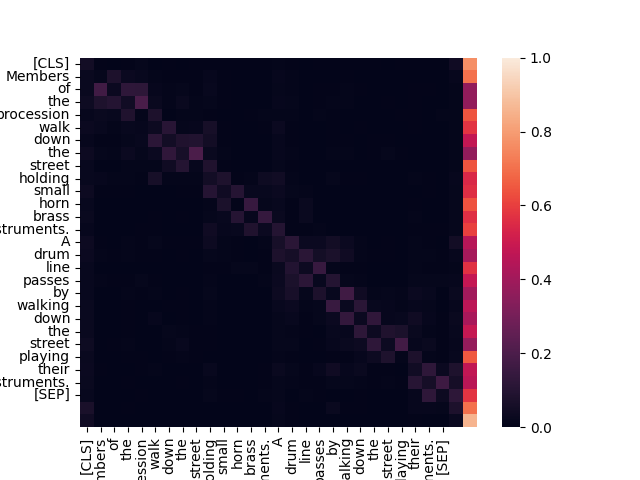 [CLS]
Members
of
the
procession
walk
down
the
street
holding
small
horn
brass
struments.
A
drum
line
passes
by
walking
down
the
street
playing
their
struments.
[SEP]
[CLS]
mbers
of
the
ession
walk
down
the
street
olding
small
horn
brass
ments.
A
drum
line
passes
by
alking
down
the
street
laying
their
ments.
[SEP]
1.0
0.8
0.6
0.4
0.2
0.0